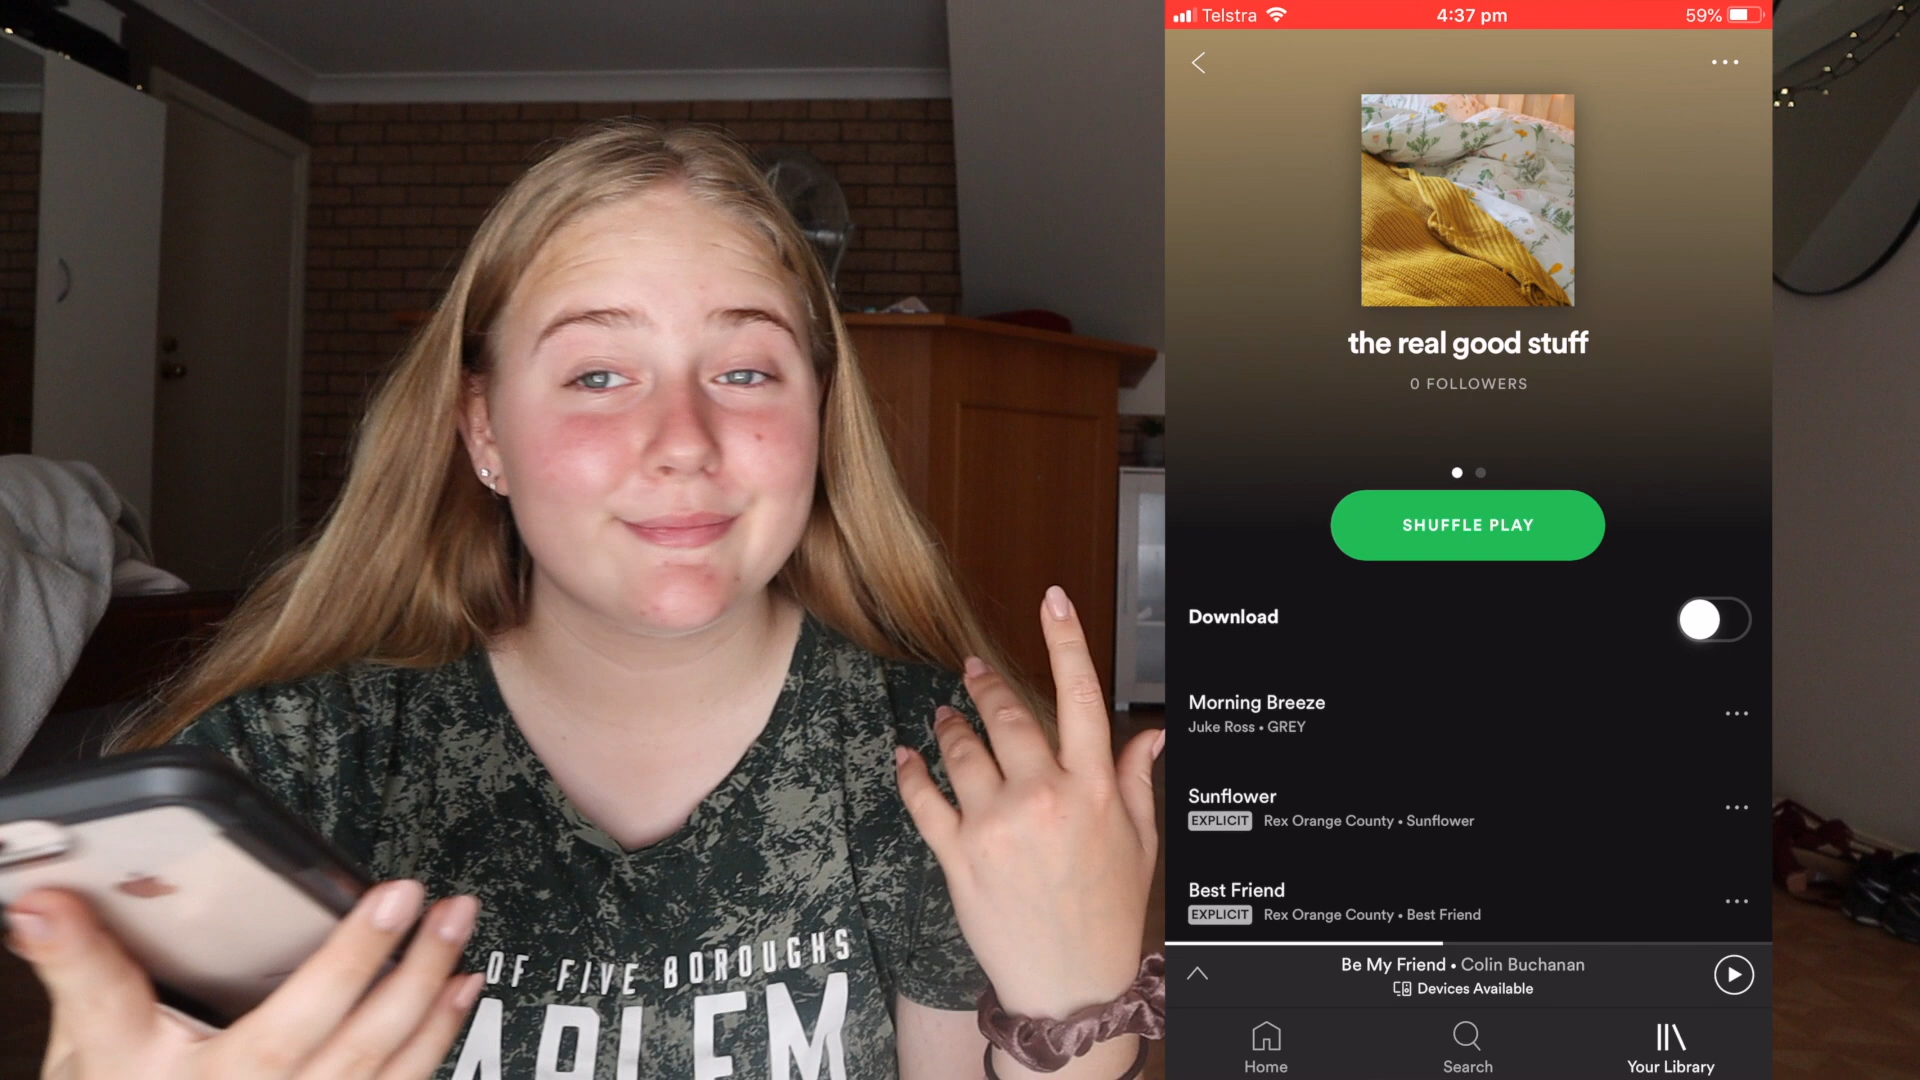 Telstra
4:37 pm
59%
the real good stuff
0 FOLLOWERS
SHUFFLE PLAY
Download
Morning Breeze
Juke Ross • GREY
Sunflower
EXPLICIT Rex Orange County • Sunflower
Best Friend
EXPLICIT Rex Orange County • Best Friend
Be My Friend • Colin Buchanan
Devices Available
Home
Search
Your Library
OF FIVE BOROUGHS
HARLEM